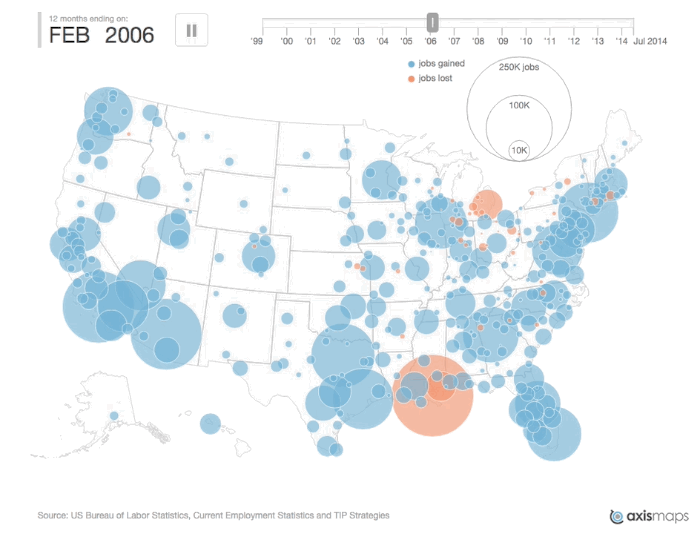 12 months ending on:
FEB 2006
'99 '00 '01 '02 '03 '04 '05 '06 '07 '08 '09 '10 '11 '12 '13 '14 Jul 2014
jobs gained
jobs lost
250K jobs
100K
10K
Source: US Bureau of Labor Statistics, Current Employment Statistics and TIP Strategies
axismaps